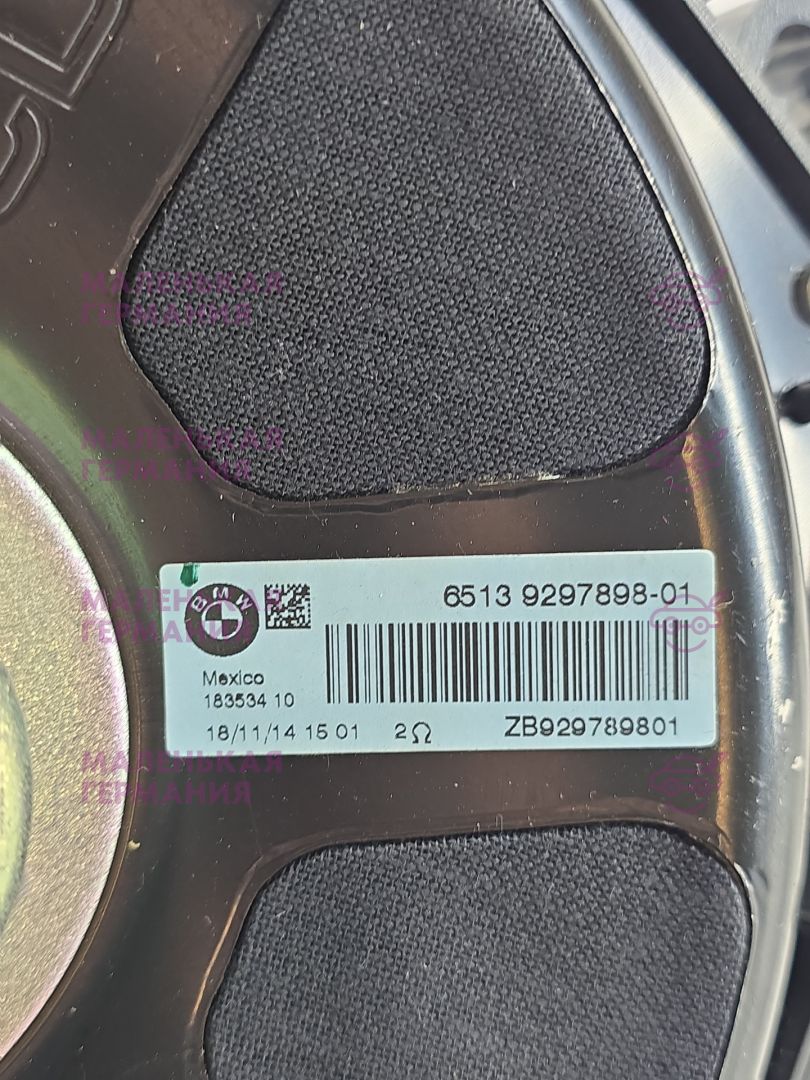 МАЛЕНЬКАЯ
ГЕРМАНИЯ
МАЛЕНЬКАЯ
ГЕРМАНИЯ
BMW
6513 9297898-01
МАЛЕНЬКАЯ
ГЕРМАНИЯ
Mexico
183534 10
18/11/14 15 01 2Ω ZB929789801
МАЛЕНЬКАЯ
ГЕРМАНИЯ